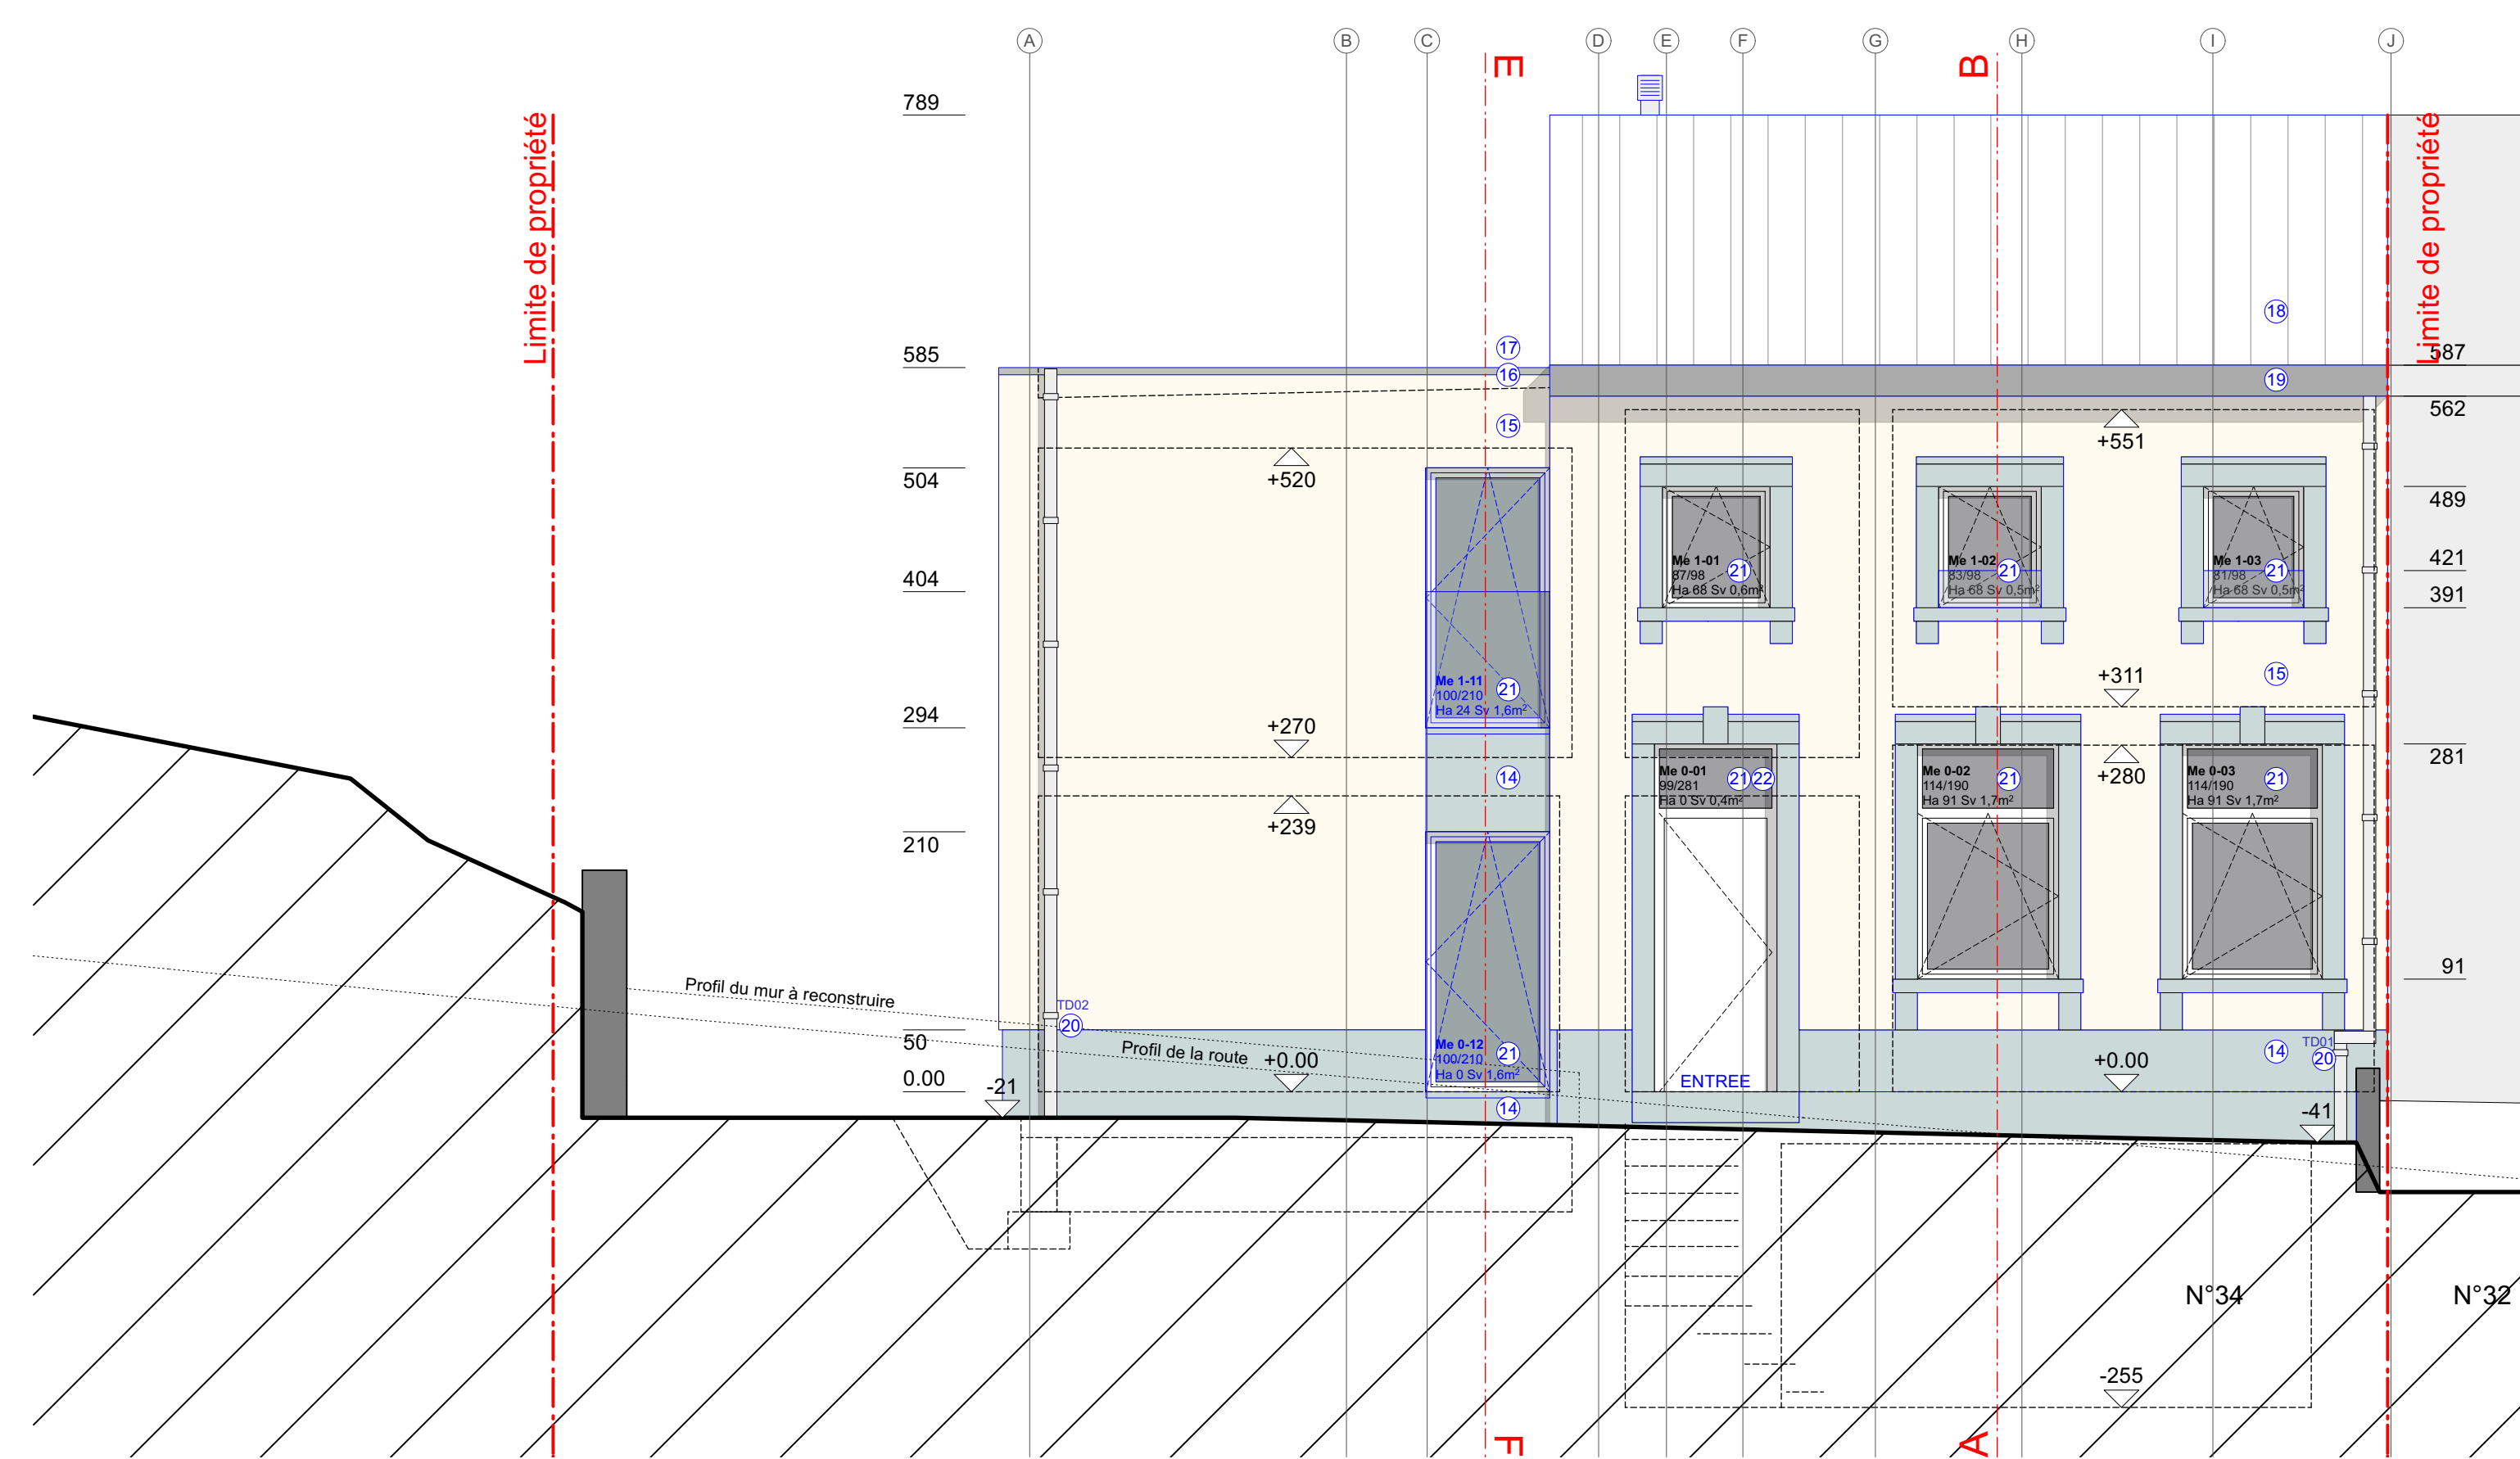 A
B
C
D
E
F
G
H
I
J
E
B
Limite de propriété
Limite de propriété
789
18
17
585
587
16
19
562
15
+551
+520
504
489
Me 1-01
87/98
Ha 68 Sv 0,6m²
21
Me 1-02
83/98
Ha 68 Sv 0,5m²
21
Me 1-03
81/98
Ha 68 Sv 0,5m²
21
421
404
391
Me 1-11
100/210
Ha 24 Sv 1,6m²
21
+311
15
294
+270
281
14
Me 0-01
99/281
Ha 0 Sv 0,4m²
21
22
Me 0-02
114/190
Ha 91 Sv 1,7m²
21
+280
Me 0-03
114/190
Ha 91 Sv 1,7m²
21
+239
210
91
Profil du mur à reconstruire
TD02
20
50
Profil de la route
+0.00
Me 0-12
100/210
Ha 0 Sv 1,6m²
21
+0.00
14
TD01
20
0.00
-21
ENTREE
14
-41
N°34
N°32
-255
F
A